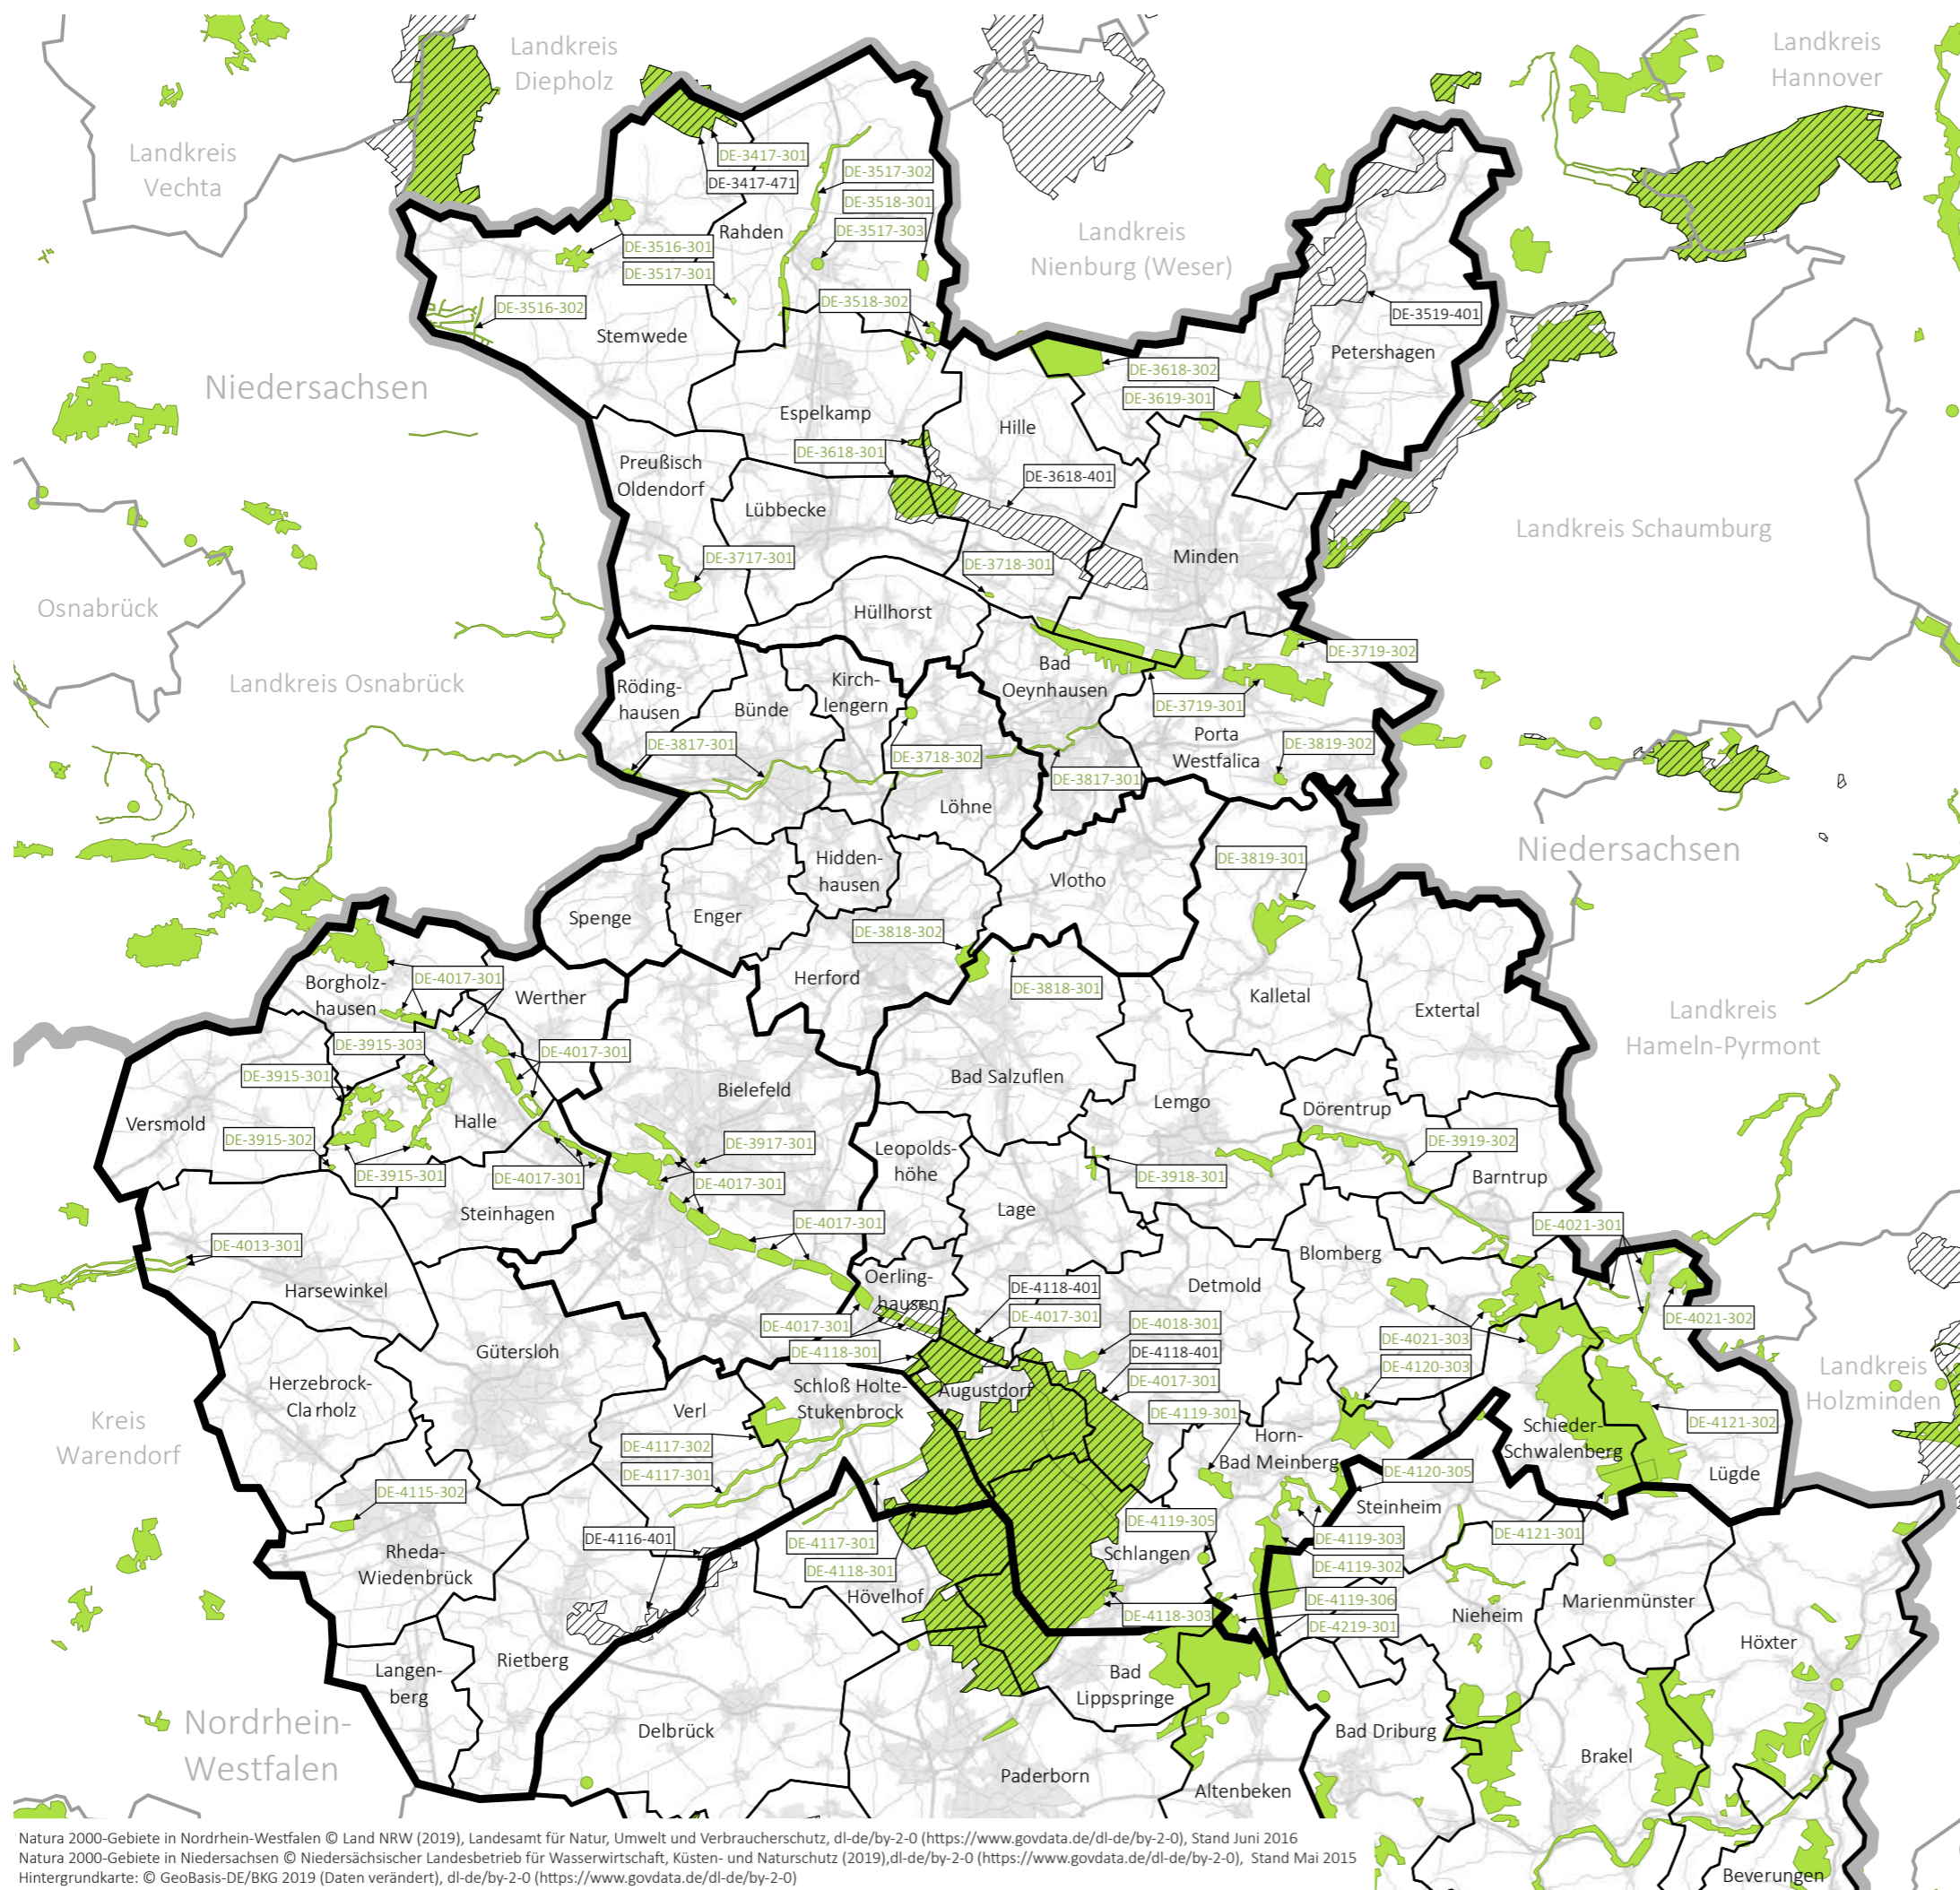 Landkreis
Diepholz
Landkreis
Hannover
Landkreis
Vechta
DE-3417-301
DE-3417-471
DE-3517-302
DE-3518-301
DE-3517-303
Rahden
Landkreis
Nienburg (Weser)
DE-3516-301
DE-3517-301
DE-3516-302
DE-3518-302
Stemwede
DE-3519-401
Petershagen
Niedersachsen
DE-3618-302
DE-3619-301
Espelkamp
Hille
DE-3618-301
Preußisch
Oldendorf
DE-3618-401
Lübbecke
Landkreis Schaumburg
DE-3717-301
DE-3718-301
Minden
Osnabrück
Hüllhorst
DE-3719-302
Landkreis Osnabrück
Röding-
hausen
Bünde
Kirch-
lengern
Bad
Oeynhausen
DE-3719-301
DE-3817-301
DE-3718-302
DE-3817-301
Porta
Westfalica
DE-3819-302
Löhne
Niedersachsen
Hidden-
hausen
Vlotho
DE-3819-301
Spenge
Enger
DE-3818-302
Herford
DE-3818-301
Borgholz-
hausen
DE-4017-301
Werther
Kalletal
Extertal
Landkreis
Hameln-Pyrmont
DE-3915-303
DE-4017-301
DE-3915-301
Bielefeld
Bad Salzuflen
Lemgo
Dörentrup
Versmold
Halle
DE-3915-302
DE-3915-301
DE-4017-301
DE-3917-301
DE-4017-301
Leopolds-
höhe
DE-3918-301
DE-3919-302
Barntrup
Steinhagen
Lage
DE-4017-301
DE-4021-301
DE-4013-301
Blomberg
Harsewinkel
Oerling-
hausen
DE-4118-401
DE-4017-301
Detmold
DE-4017-301
DE-4118-301
DE-4018-301
DE-4118-401
DE-4017-301
DE-4021-303
DE-4120-303
DE-4021-302
Gütersloh
Herzebrock-
Clarholz
Schloß Holte-
Stukenbrock
Augustdorf
Landkreis
Holzminden
Kreis
Warendorf
Verl
DE-4117-302
DE-4117-301
DE-4119-301
Horn-
Bad Meinberg
Schieder-
Schwalenberg
DE-4121-302
Lügde
DE-4115-302
DE-4120-305
Steinheim
DE-4116-401
DE-4117-301
DE-4118-301
DE-4119-305
Schlangen
DE-4119-303
DE-4119-302
DE-4121-301
Rheda-
Wiedenbrück
Hövelhof
DE-4118-303
DE-4119-306
DE-4219-301
Nieheim
Marienmünster
Höxter
Langen-
berg
Rietberg
Bad
Lippspringe
Nordrhein-
Westfalen
Delbrück
Bad Driburg
Brakel
Paderborn
Altenbeken
Beverungen
Natura 2000-Gebiete in Nordrhein-Westfalen © Land NRW (2019), Landesamt für Natur, Umwelt und Verbraucherschutz, dl-de/by-2-0 (https://www.govdata.de/dl-de/by-2-0), Stand Juni 2016
Natura 2000-Gebiete in Niedersachsen © Niedersächsischer Landesbetrieb für Wasserwirtschaft, Küsten- und Naturschutz (2019),dl-de/by-2-0 (https://www.govdata.de/dl-de/by-2-0), Stand Mai 2015
Hintergrundkarte: © GeoBasis-DE/BKG 2019 (Daten verändert), dl-de/by-2-0 (https://www.govdata.de/dl-de/by-2-0)